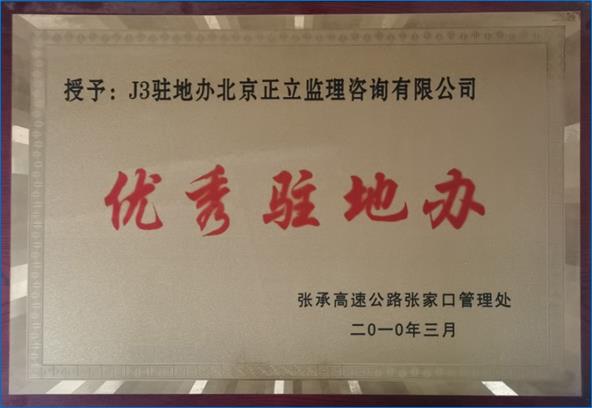 授予：J3驻地办北京正立监理咨询有限公司
优秀驻地办
张承高速公路张家口管理处
二0一0年三月